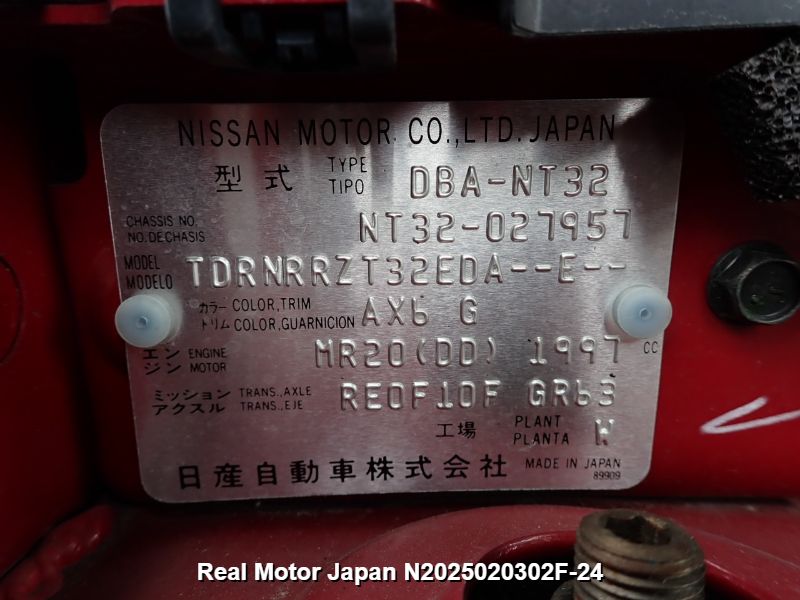 NISSAN MOTOR CO.,LTD.JAPAN
型式 TYPE TIPO DBA-NT32
CHASSIS NO. NO.DECHASIS NT32-027957
MODEL MODELO TDRNRRZT32EDA--E--
カラー COLOR,TRIM トリム COLOR,GUARNICION AX6 G
エンジン ENGINE MOTOR MR20(DD) 1997 CC
ミッション TRANS.,AXLE アクスル TRANS.,EJE RE0F10F GR63
工場 PLANT PLANTA W
日産自動車株式会社 MADE IN JAPAN
89909
Real Motor Japan N2025020302F-24